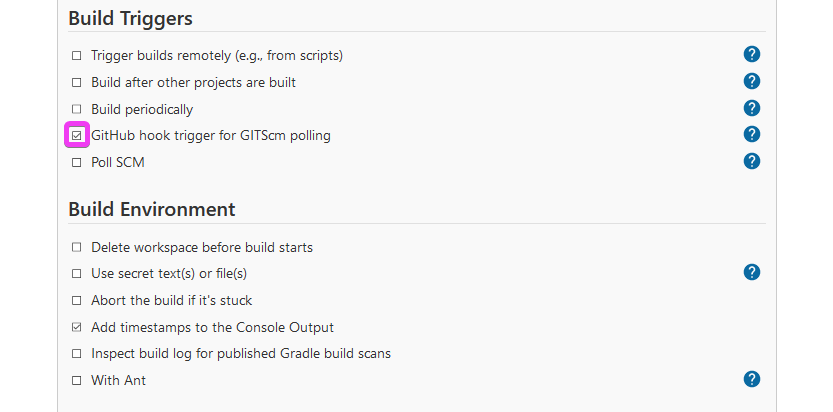 Build Triggers
Trigger builds remotely (e.g., from scripts)
?
Build after other projects are built
?
Build periodically
?
GitHub hook trigger for GITScm polling
?
Poll SCM
?
Build Environment
Delete workspace before build starts
Use secret text(s) or file(s)
?
Abort the build if it's stuck
Add timestamps to the Console Output
Inspect build log for published Gradle build scans
With Ant
?